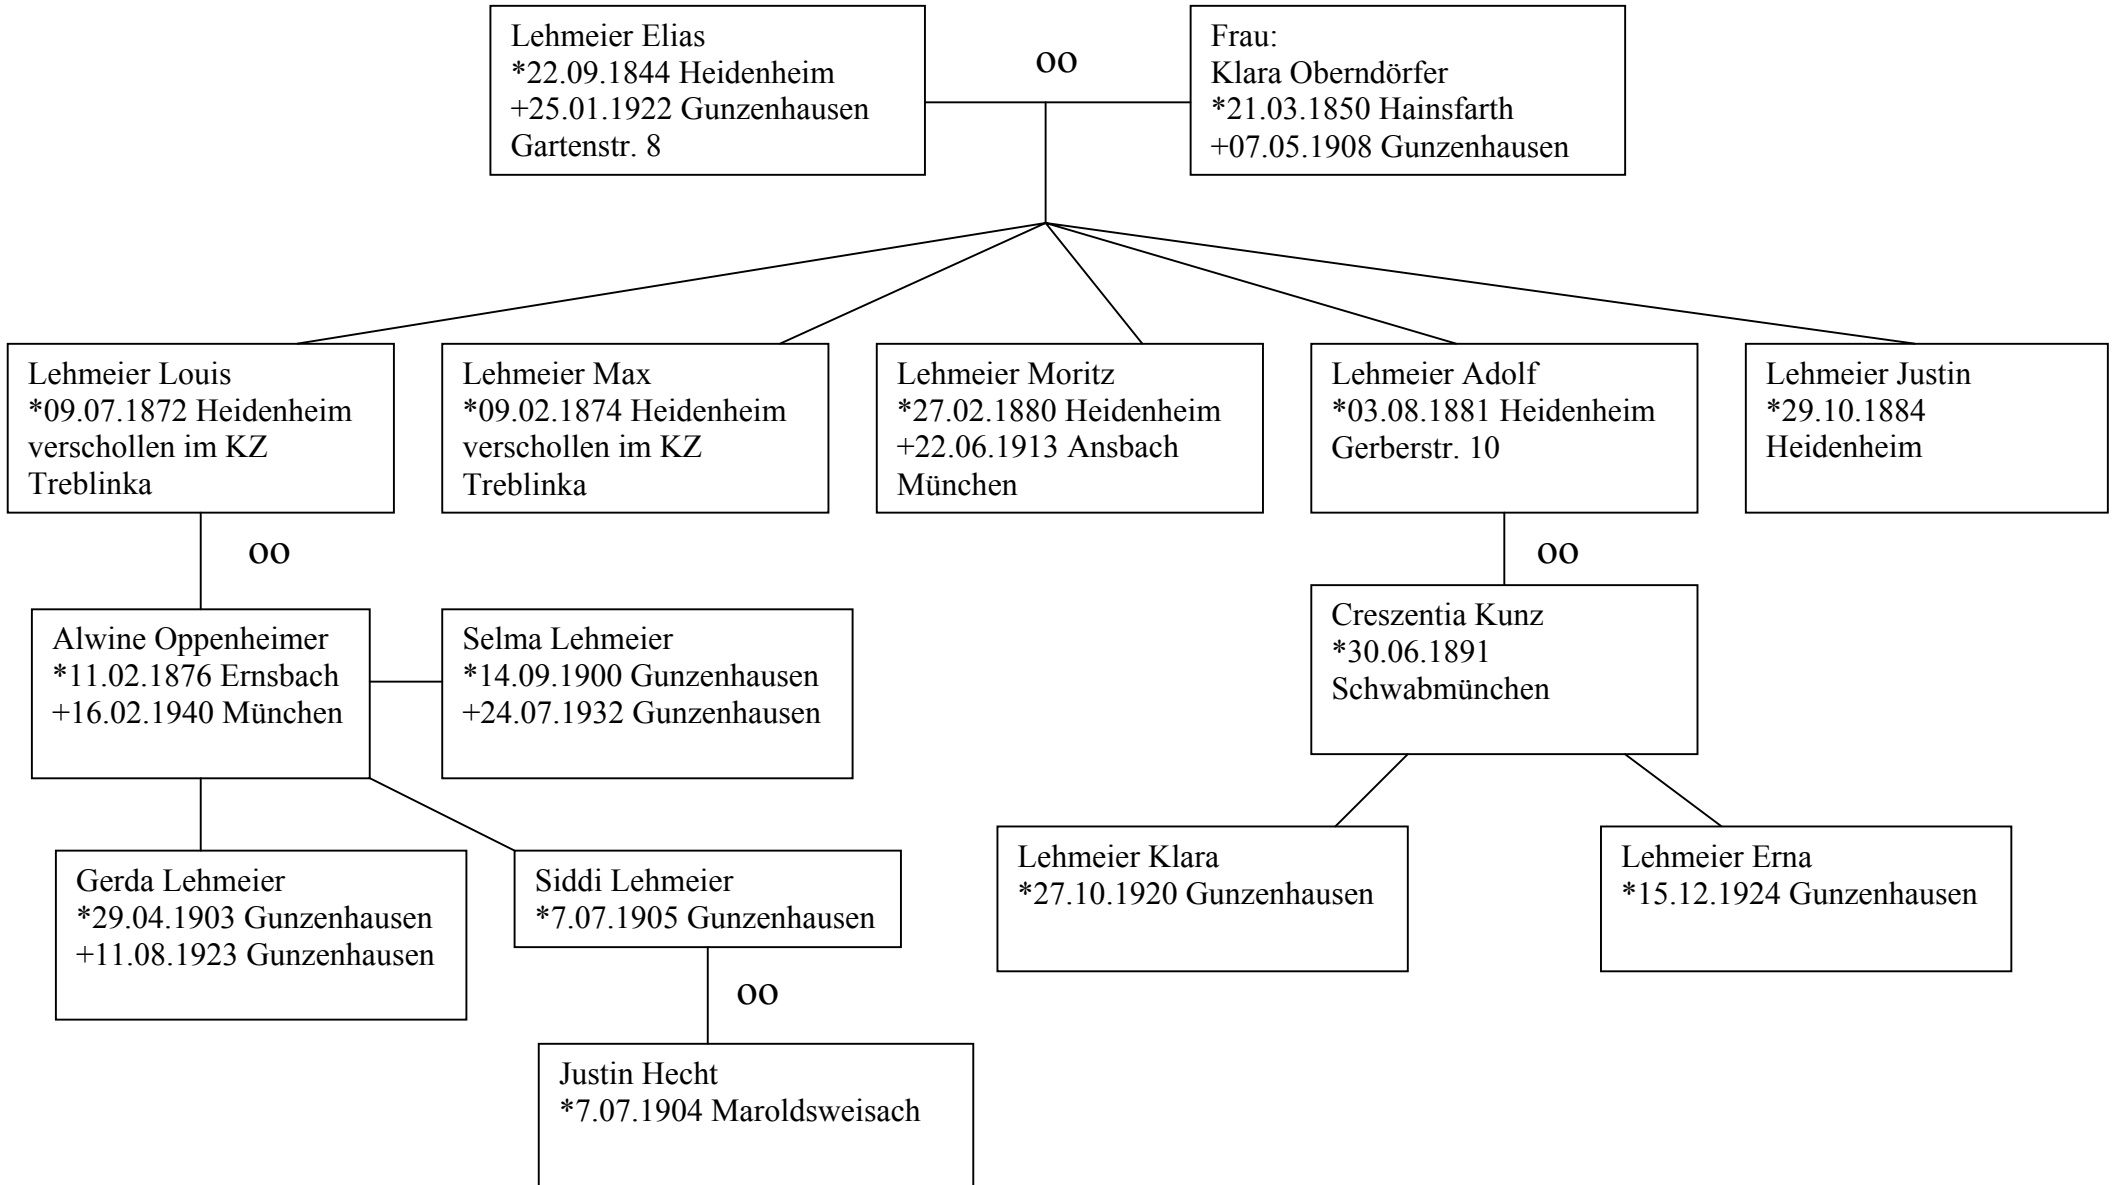 Lehmeier Elias
*22.09.1844 Heidenheim
+25.01.1922 Gunzenhausen
Gartenstr. 8
oo
Frau:
Klara Oberndörfer
*21.03.1850 Hainsfarth
+07.05.1908 Gunzenhausen
Lehmeier Louis
*09.07.1872 Heidenheim
verschollen im KZ
Treblinka
Lehmeier Max
*09.02.1874 Heidenheim
verschollen im KZ
Treblinka
Lehmeier Moritz
*27.02.1880 Heidenheim
+22.06.1913 Ansbach
München
Lehmeier Adolf
*03.08.1881 Heidenheim
Gerberstr. 10
Lehmeier Justin
*29.10.1884
Heidenheim
oo
oo
Alwine Oppenheimer
*11.02.1876 Ernsbach
+16.02.1940 München
Selma Lehmeier
*14.09.1900 Gunzenhausen
+24.07.1932 Gunzenhausen
Creszentia Kunz
*30.06.1891
Schwabmünchen
Gerda Lehmeier
*29.04.1903 Gunzenhausen
+11.08.1923 Gunzenhausen
Siddi Lehmeier
*7.07.1905 Gunzenhausen
Lehmeier Klara
*27.10.1920 Gunzenhausen
Lehmeier Erna
*15.12.1924 Gunzenhausen
oo
Justin Hecht
*7.07.1904 Maroldsweisach